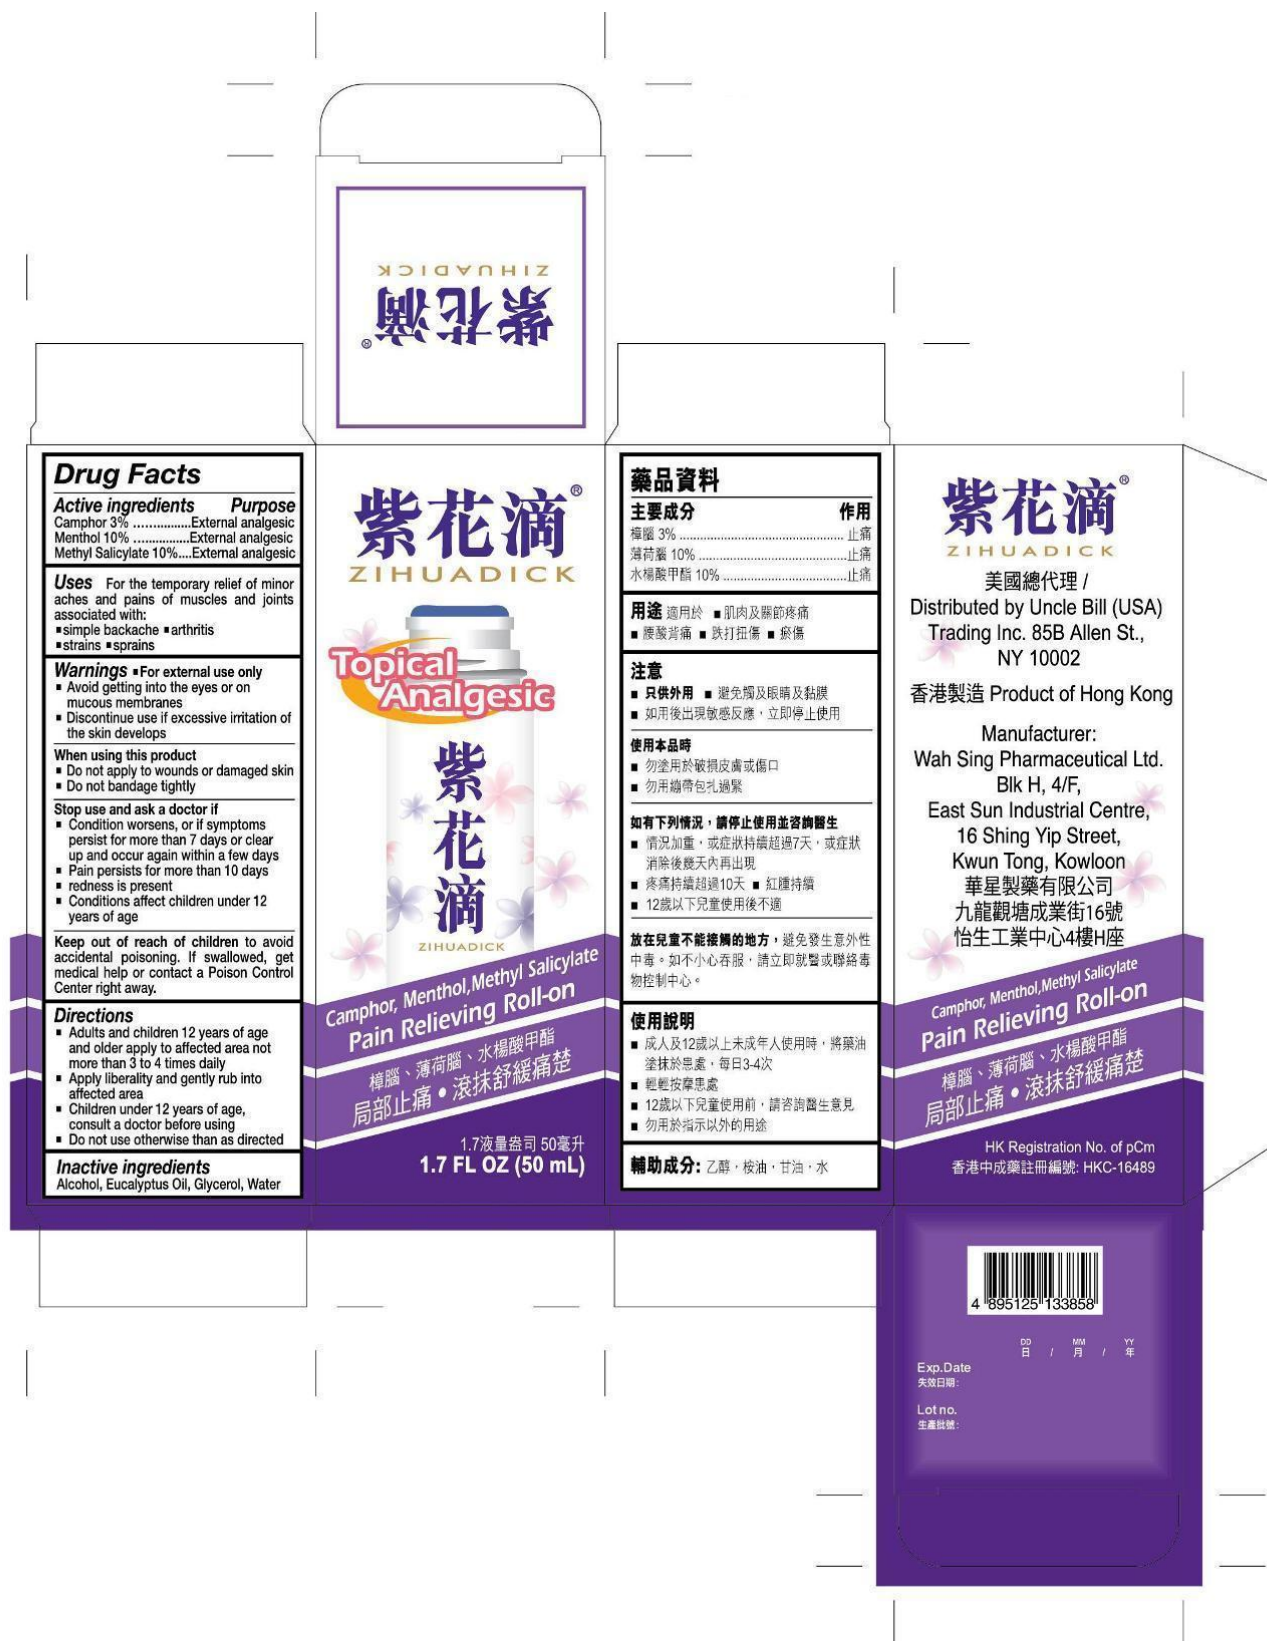 紫花滴®
ZIHUADICK
Drug Facts
Active ingredients Purpose
Camphor 3% ................External analgesic
Menthol 10% ...............External analgesic
Methyl Salicylate 10%....External analgesic
Uses For the temporary relief of minor
aches and pains of muscles and joints
associated with:
▪simple backache ▪arthritis
▪strains ▪sprains
Warnings ▪For external use only
▪ Avoid getting into the eyes or on
mucous membranes
▪ Discontinue use if excessive irritation of
the skin develops
When using this product
▪ Do not apply to wounds or damaged skin
▪ Do not bandage tightly
Stop use and ask a doctor if
▪ Condition worsens, or if symptoms
persist for more than 7 days or clear
up and occur again within a few days
▪ Pain persists for more than 10 days
▪ redness is present
▪ Conditions affect children under 12
years of age
Keep out of reach of children to avoid
accidental poisoning. If swallowed, get
medical help or contact a Poison Control
Center right away.
Directions
▪ Adults and children 12 years of age
and older apply to affected area not
more than 3 to 4 times daily
▪ Apply liberality and gently rub into
affected area
▪ Children under 12 years of age,
consult a doctor before using
▪ Do not use otherwise than as directed
Inactive ingredients
Alcohol, Eucalyptus Oil, Glycerol, Water
紫花滴®
ZIHUADICK
Topical
Analgesic
紫花滴
ZIHUADICK
Camphor, Menthol,Methyl Salicylate
Pain Relieving Roll-on
樟腦、薄荷腦、水楊酸甲酯
局部止痛•滾抹舒緩痛楚
1.7液量盎司 50毫升
1.7 FL OZ (50 mL)
藥品資料
主要成分 作用
樟腦 3% ................................................ 止痛
薄荷腦 10% ...........................................止痛
水楊酸甲酯 10% ....................................止痛
用途 適用於 ▪ 肌肉及關節疼痛
▪ 腰酸背痛 ▪ 跌打扭傷 ▪ 瘀傷
注意
▪ 只供外用 ▪ 避免觸及眼睛及黏膜
▪ 如用後出現敏感反應，立即停止使用
使用本品時
▪ 勿塗用於破損皮膚或傷口
▪ 勿用繃帶包扎過緊
如有下列情況，請停止使用並咨詢醫生
▪ 情況加重，或症狀持續超過7天，或症狀
消除後幾天內再出現
▪ 疼痛持續超過10天 ▪ 紅腫持續
▪ 12歲以下兒童使用後不適
放在兒童不能接觸的地方，避免發生意外性
中毒。如不小心吞服，請立即就醫或聯絡毒
物控制中心。
使用說明
▪ 成人及12歲以上未成年人使用時，將藥油
塗抹於患處，每日3-4次
▪ 輕輕按摩患處
▪ 12歲以下兒童使用前，請咨詢醫生意見
▪ 勿用於指示以外的用途
輔助成分: 乙醇，桉油，甘油，水
紫花滴®
ZIHUADICK
美國總代理 /
Distributed by Uncle Bill (USA)
Trading Inc. 85B Allen St.,
NY 10002
香港製造 Product of Hong Kong
Manufacturer:
Wah Sing Pharmaceutical Ltd.
Blk H, 4/F,
East Sun Industrial Centre,
16 Shing Yip Street,
Kwun Tong, Kowloon
華星製藥有限公司
九龍觀塘成業街16號
怡生工業中心4樓H座
Camphor, Menthol,Methyl Salicylate
Pain Relieving Roll-on
樟腦、薄荷腦、水楊酸甲酯
局部止痛•滾抹舒緩痛楚
HK Registration No. of pCm
香港中成藥註冊編號: HKC-16489
4 895125 133858
DD MM YY
日 / 月 / 年
Exp.Date
失效日期:
Lot no.
生產批號: